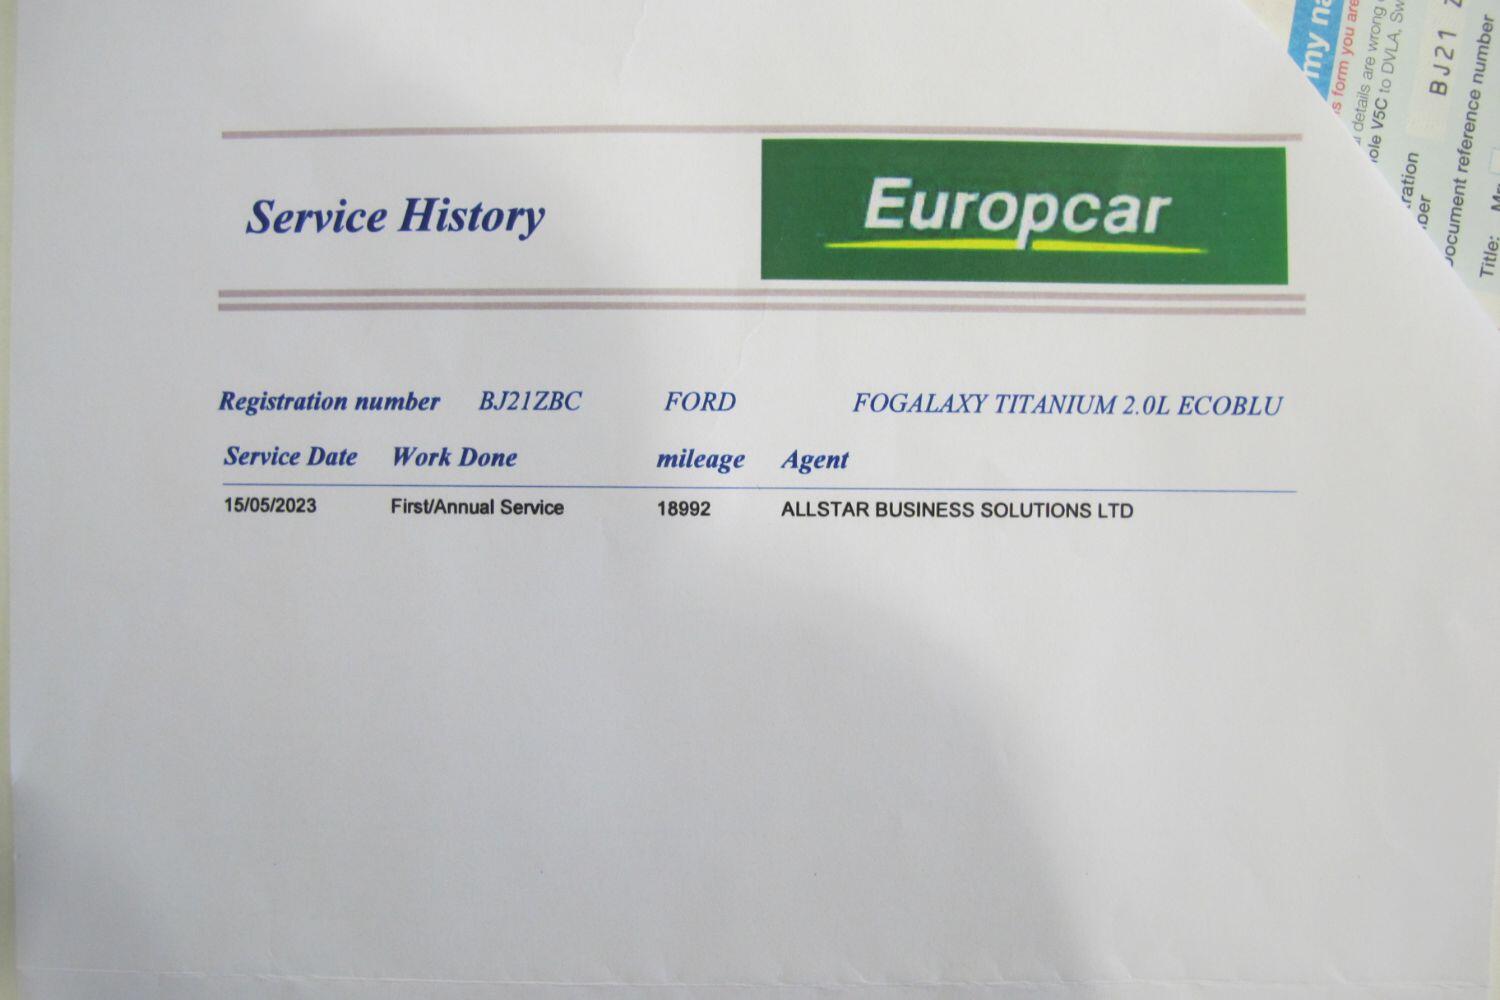 Service History
Europcar
Registration number BJ21ZBC FORD FOGALAXY TITANIUM 2.0L ECOBLU
Service Date Work Done mileage Agent
15/05/2023 First/Annual Service 18992 ALLSTAR BUSINESS SOLUTIONS LTD
my na
s form you are
details are wrong
ole V5C to DVLA, Sw
BJ21
ration
ber
ocument reference number
Title: